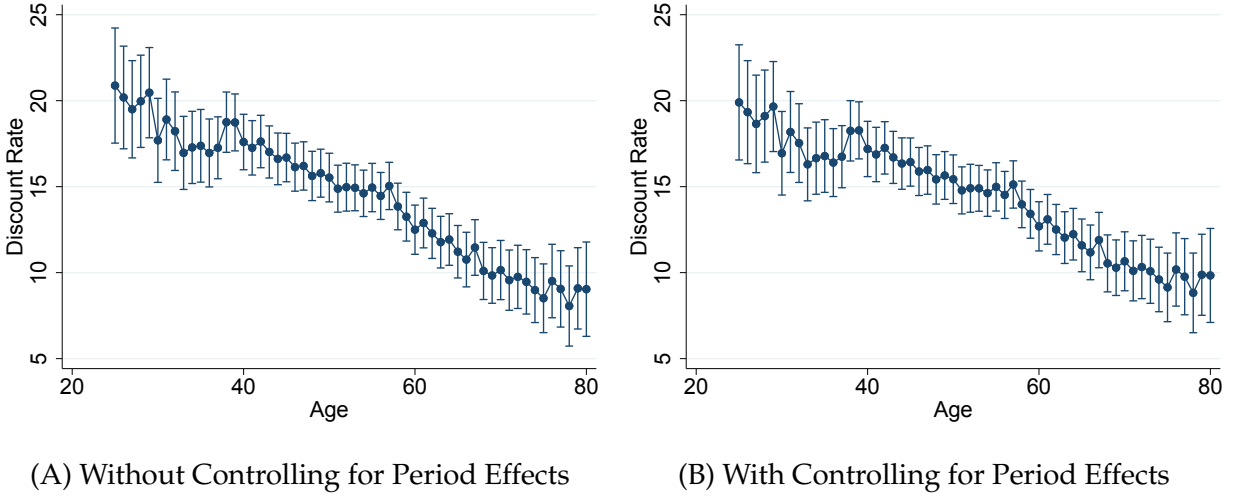 25
20
15
10
5
Discount Rate
20 40 60 80
Age
(A) Without Controlling for Period Effects
25
20
15
10
5
Discount Rate
20 40 60 80
Age
(B) With Controlling for Period Effects